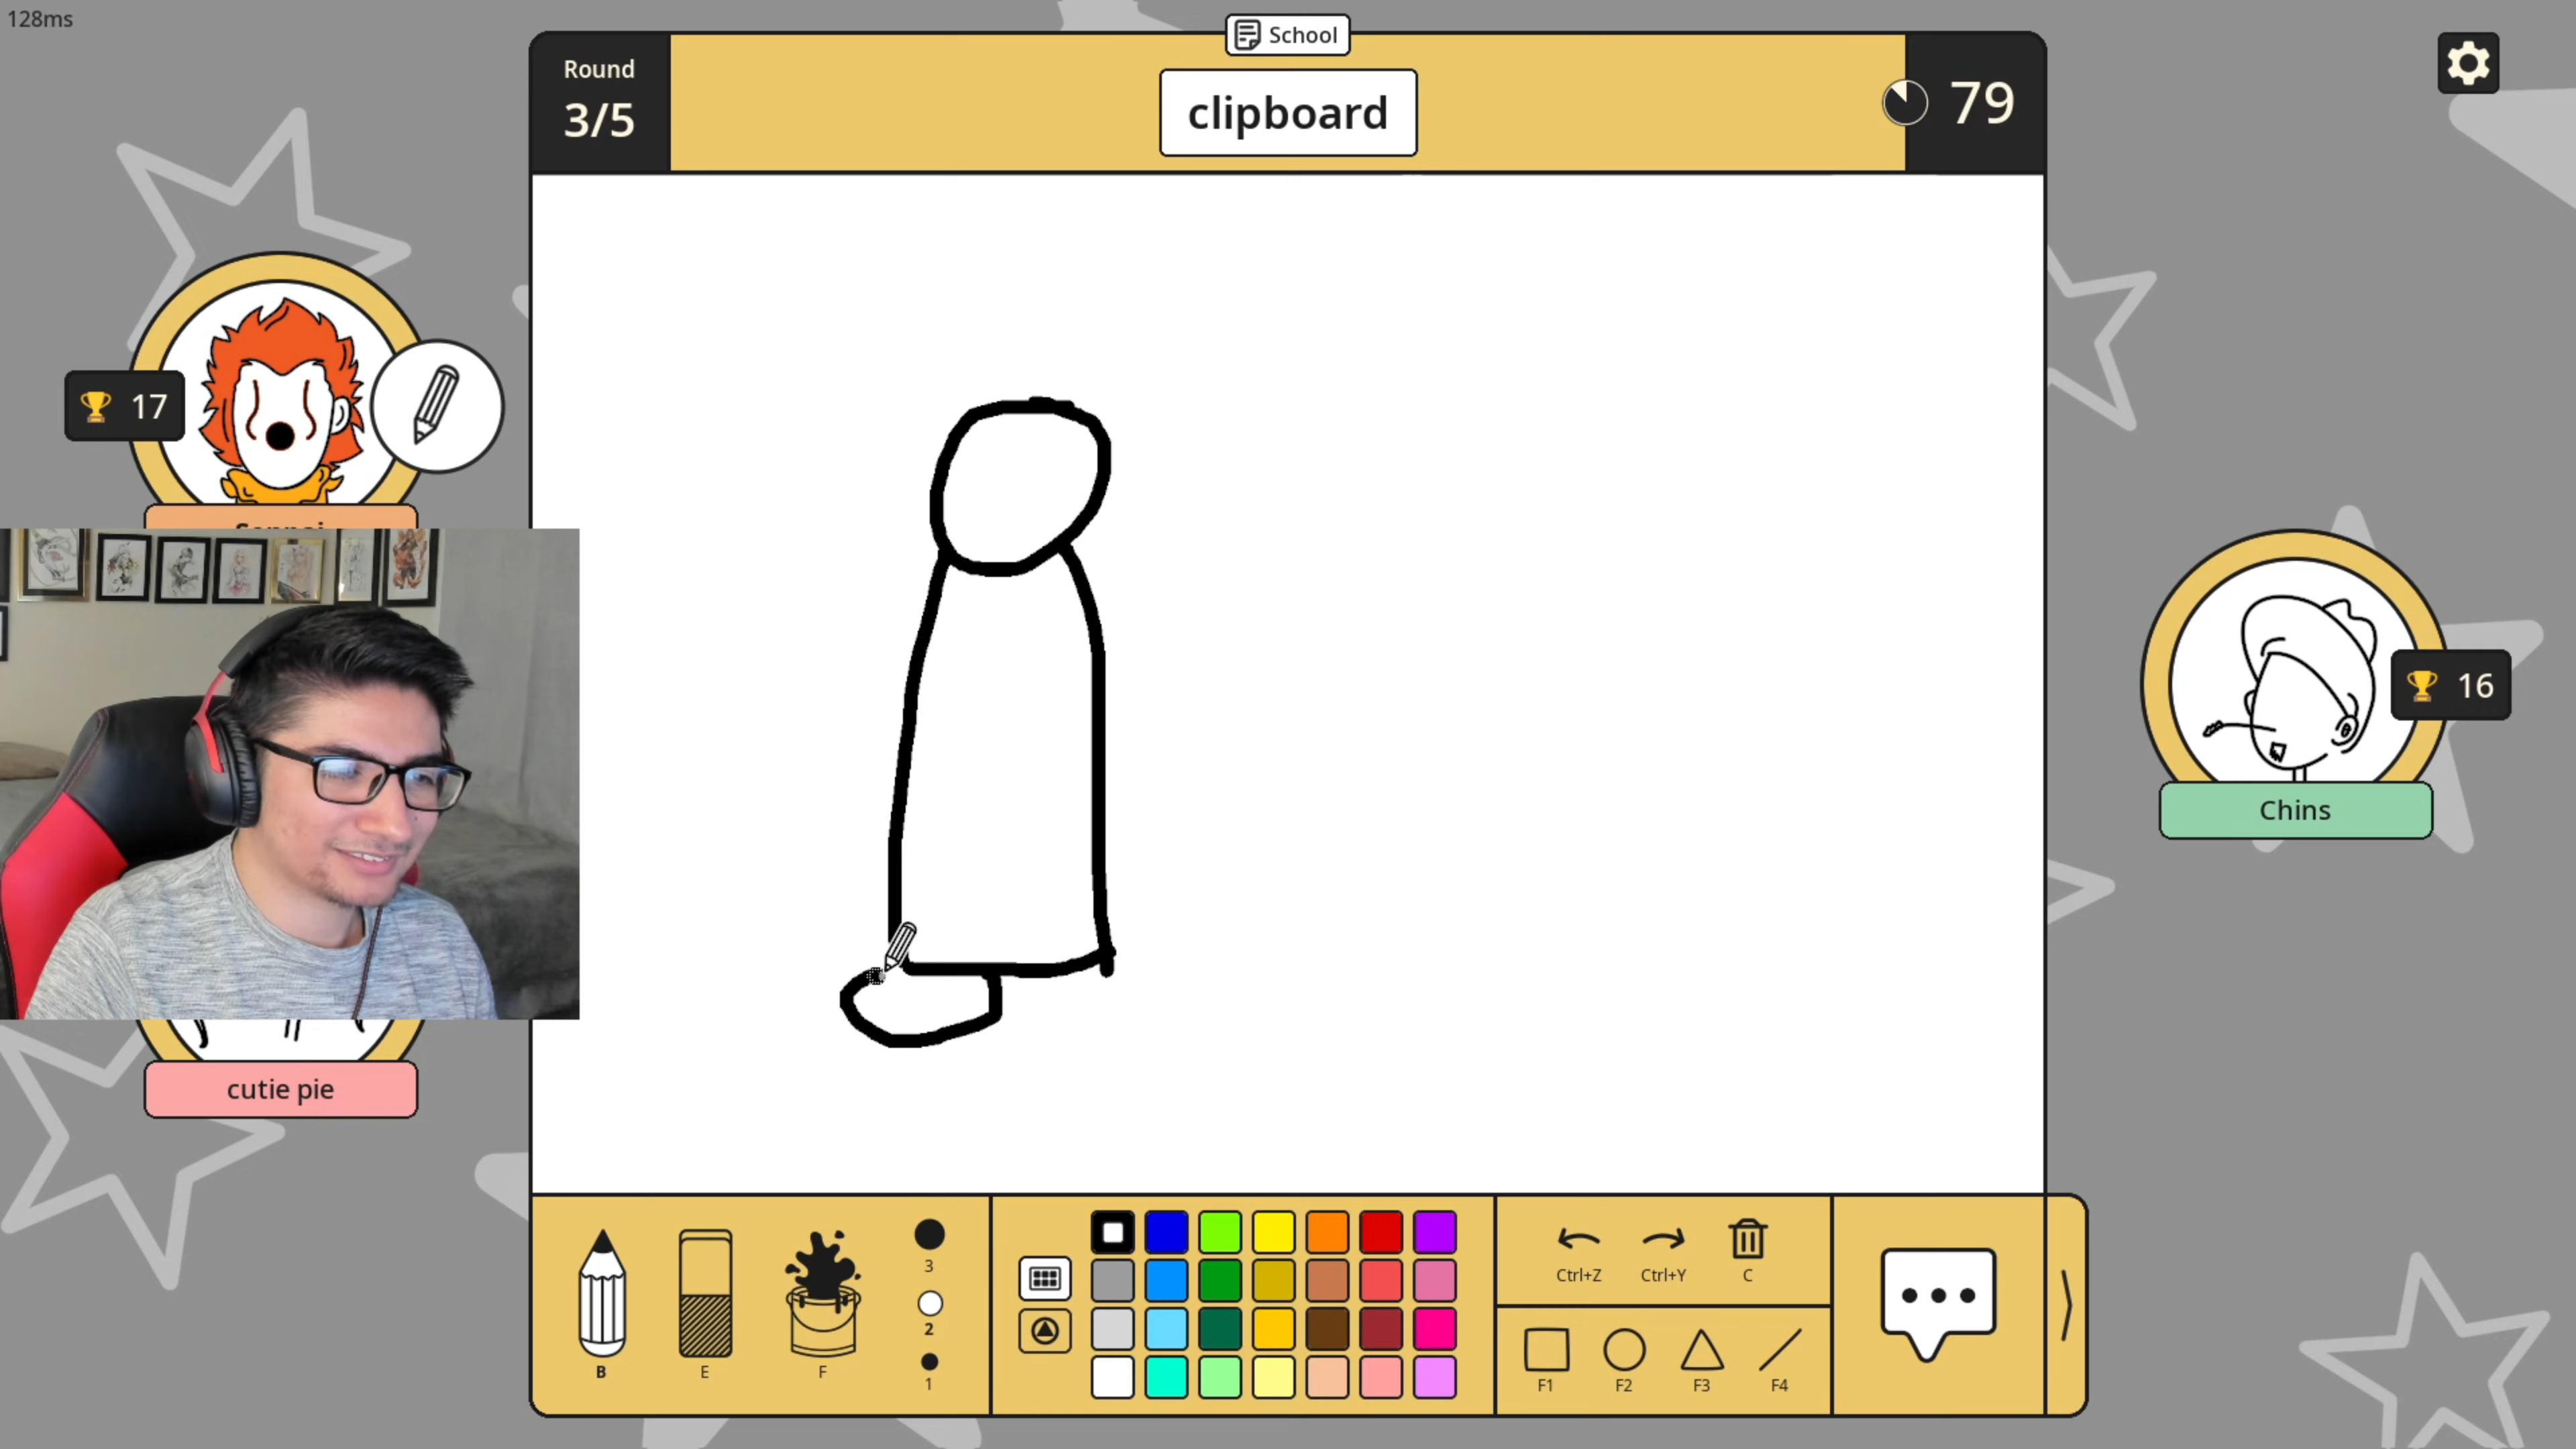 128ms
School
Round
3/5
clipboard
79
17
16
Chins
cutie pie
3
2
1
B
E
F
Ctrl+Z
Ctrl+Y
C
F1
F2
F3
F4